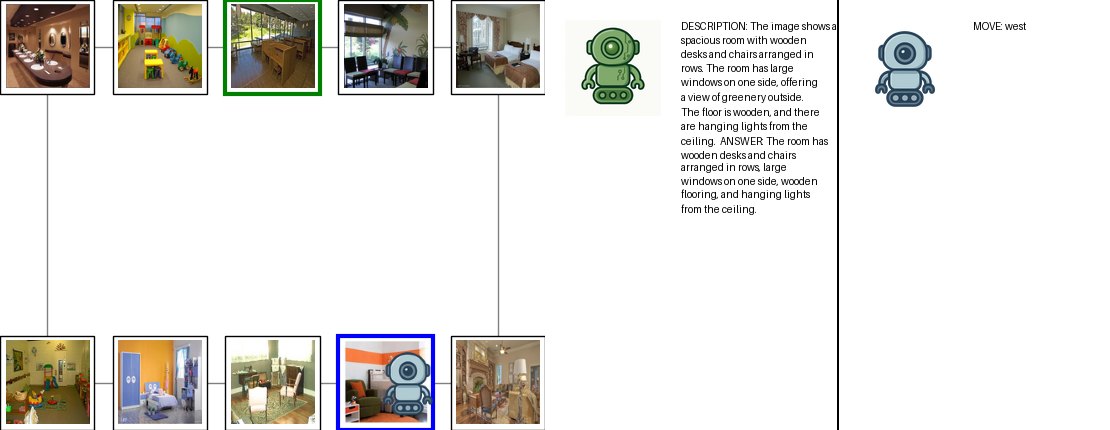 DESCRIPTION: The image shows a
spacious room with wooden
desks and chairs arranged in
rows. The room has large
windows on one side, offering
a view of greenery outside.
The floor is wooden, and there
are hanging lights from the
ceiling. ANSWER: The room has
wooden desks and chairs
arranged in rows, large
windows on one side, wooden
flooring, and hanging lights
from the ceiling.
MOVE: west